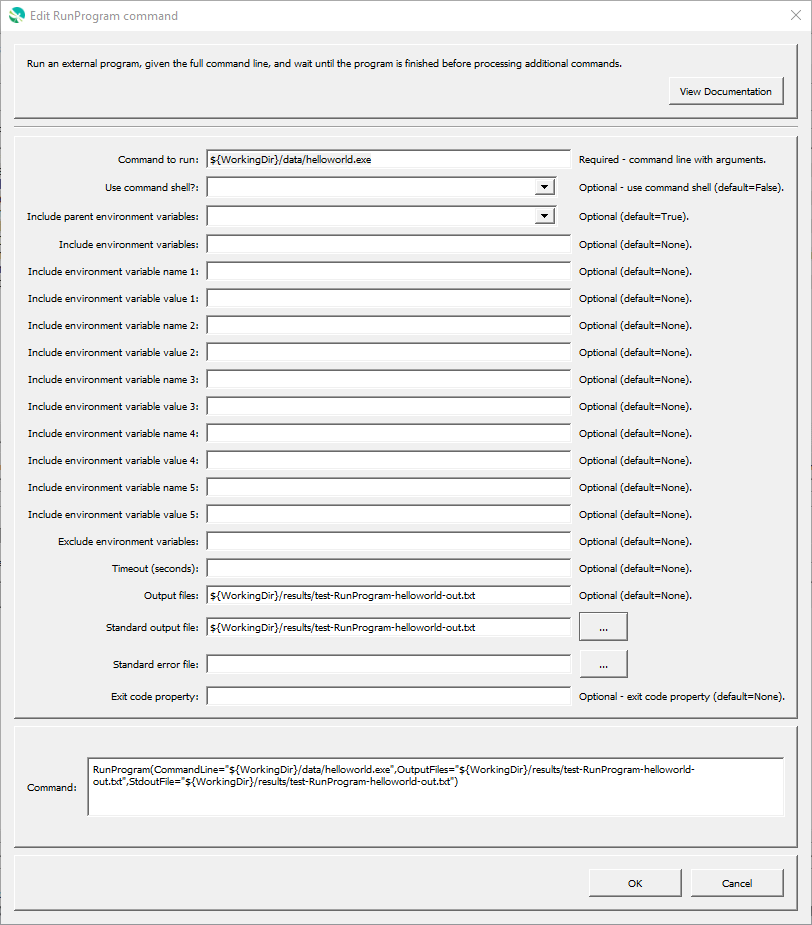 Edit RunProgram command
Run an external program, given the full command line, and wait until the program is finished before processing additional commands.
View Documentation
Command to run: ${WorkingDir}/data/helloworld.exe Required - command line with arguments.
Use command shell?: Optional - use command shell (default=False).
Include parent environment variables: Optional (default=True).
Include environment variables: Optional (default=None).
Include environment variable name 1: Optional (default=None).
Include environment variable value 1: Optional (default=None).
Include environment variable name 2: Optional (default=None).
Include environment variable value 2: Optional (default=None).
Include environment variable name 3: Optional (default=None).
Include environment variable value 3: Optional (default=None).
Include environment variable name 4: Optional (default=None).
Include environment variable value 4: Optional (default=None).
Include environment variable name 5: Optional (default=None).
Include environment variable value 5: Optional (default=None).
Exclude environment variables: Optional (default=None).
Timeout (seconds): Optional (default=None).
Output files: ${WorkingDir}/results/test-RunProgram-helloworld-out.txt Optional (default=None).
Standard output file: ${WorkingDir}/results/test-RunProgram-helloworld-out.txt ...
Standard error file: ...
Exit code property: Optional - exit code property (default=None).
Command: RunProgram(CommandLine="${WorkingDir}/data/helloworld.exe",OutputFiles="${WorkingDir}/results/test-RunProgram-helloworld-
out.txt",StdoutFile="${WorkingDir}/results/test-RunProgram-helloworld-out.txt")
OK Cancel